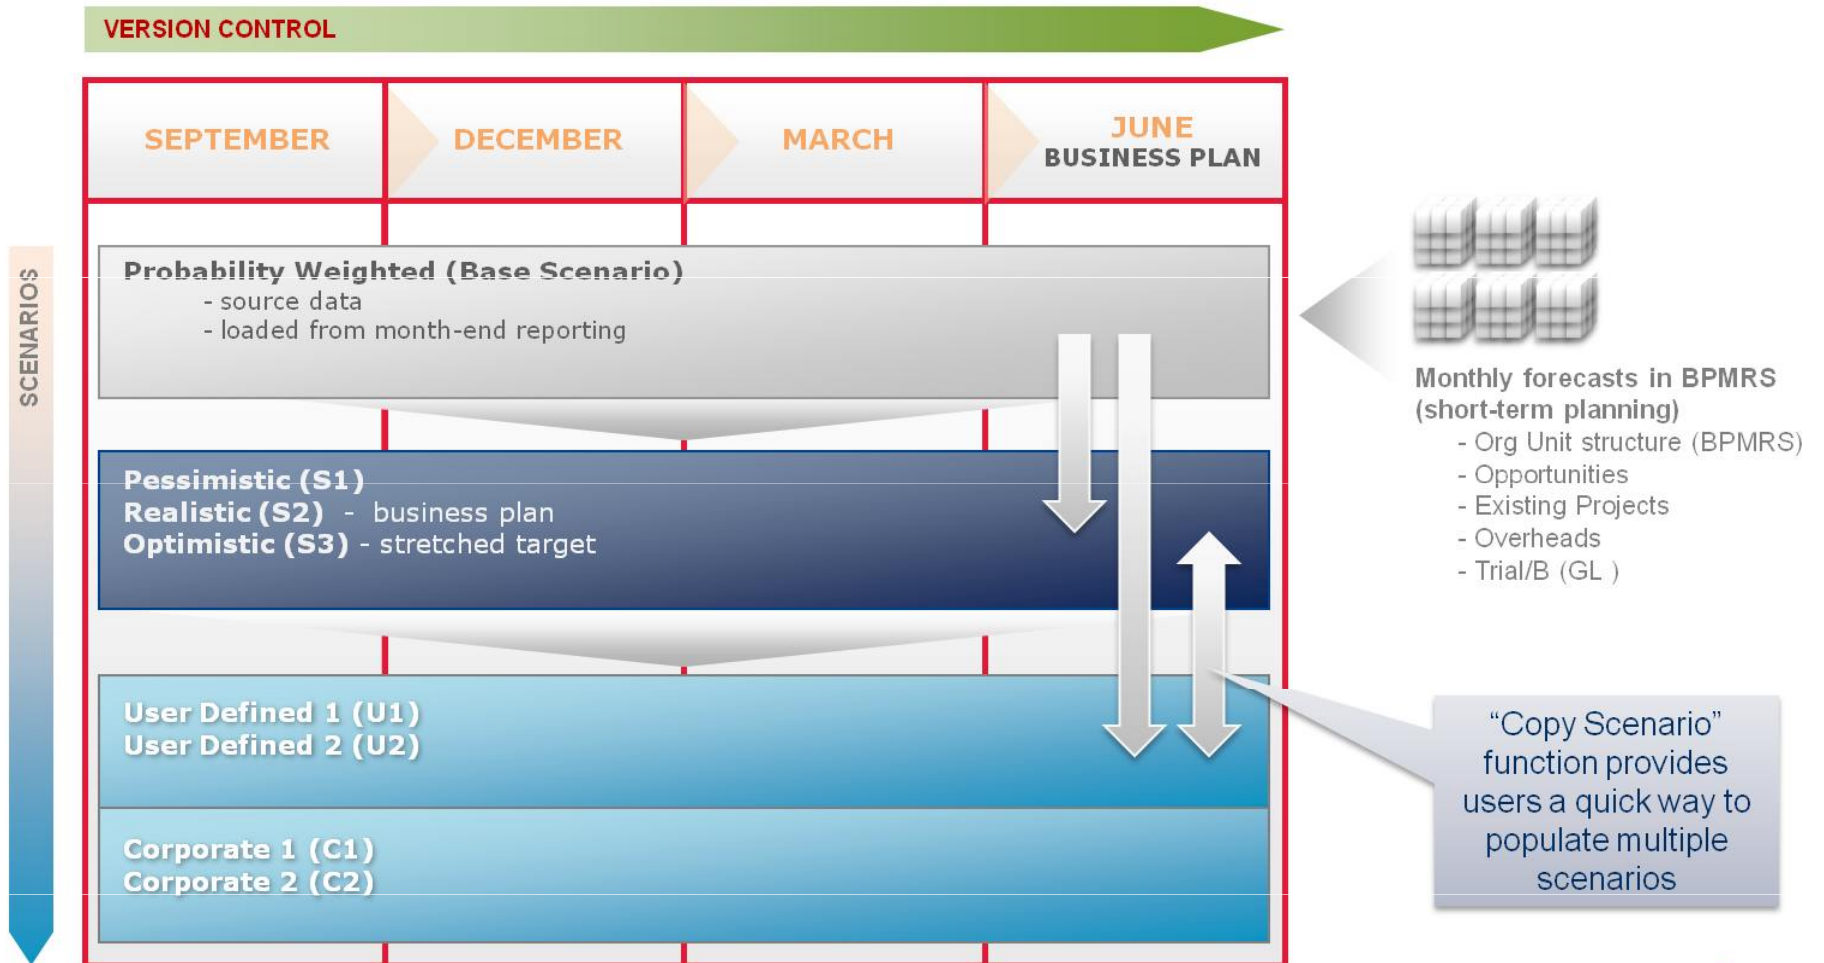 VERSION CONTROL
SEPTEMBER
DECEMBER
MARCH
JUNE
BUSINESS PLAN
SCENARIOS
Probability Weighted (Base Scenario)
- source data
- loaded from month-end reporting
Pessimistic (S1)
Realistic (S2) - business plan
Optimistic (S3) - stretched target
User Defined 1 (U1)
User Defined 2 (U2)
Corporate 1 (C1)
Corporate 2 (C2)
Monthly forecasts in BPMRS
(short-term planning)
- Org Unit structure (BPMRS)
- Opportunities
- Existing Projects
- Overheads
- Trial/B (GL )
“Copy Scenario”
function provides
users a quick way to
populate multiple
scenarios